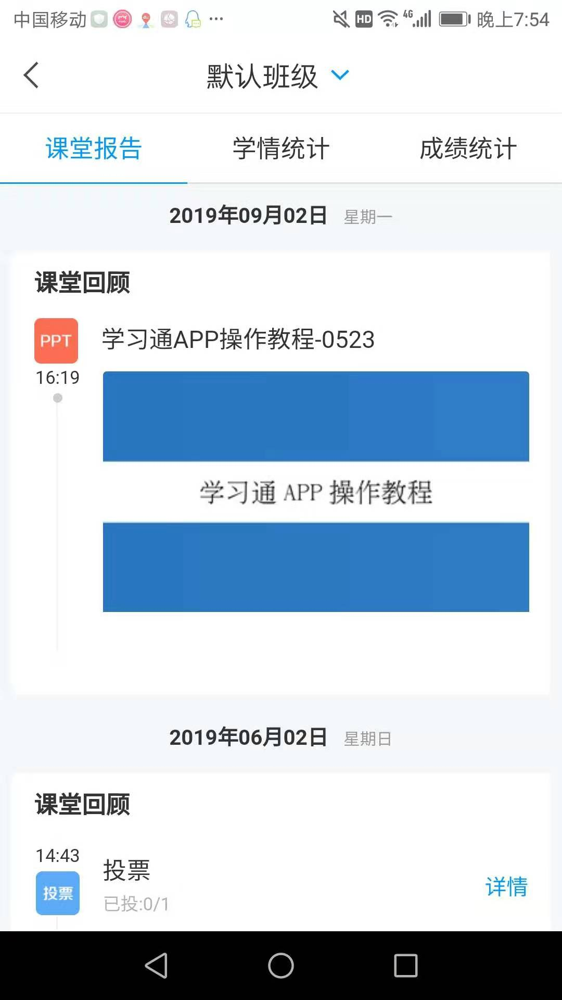 中国移动 ··· HD 4G 晚上7:54
默认班级
课堂报告 学情统计 成绩统计
2019年09月02日 星期一
课堂回顾
PPT 学习通APP操作教程-0523
16:19
学习通 APP 操作教程
2019年06月02日 星期日
课堂回顾
14:43
投票
投票 详情
已投:0/1